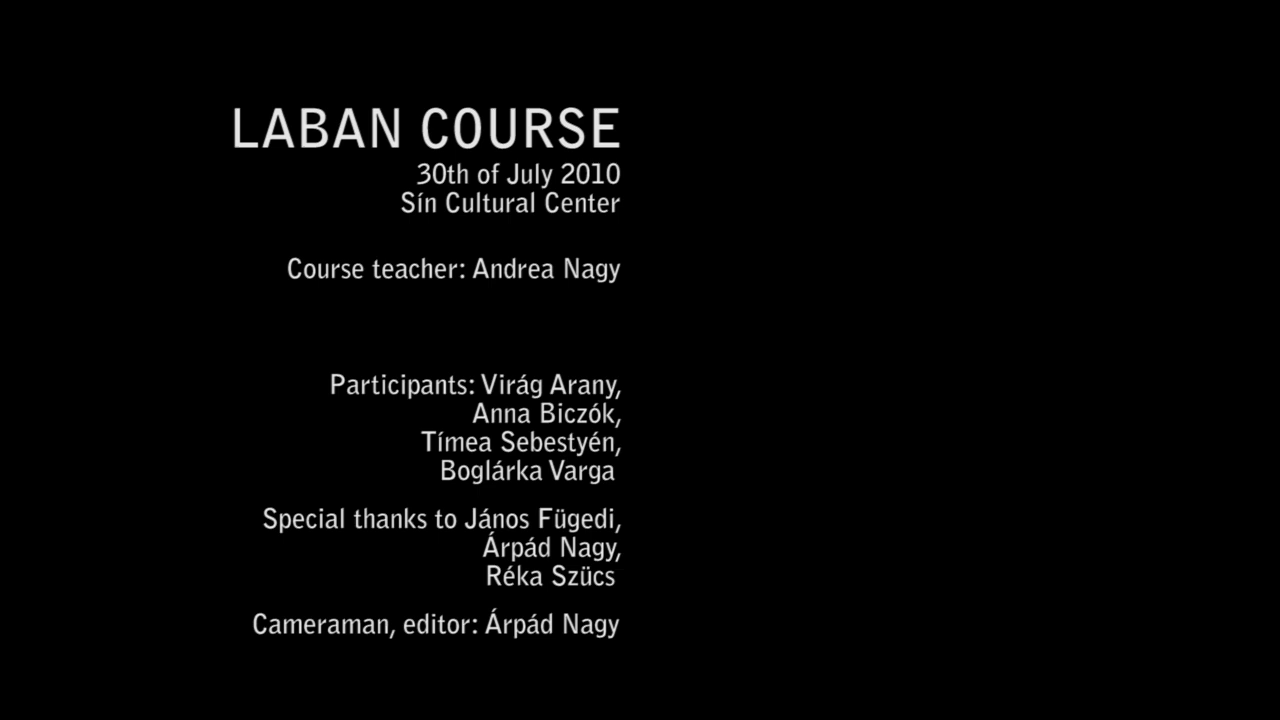 LABAN COURSE
30th of July 2010
Sín Cultural Center
Course teacher: Andrea Nagy
Participants: Virág Arany,
Anna Biczók,
Tímea Sebestyén,
Boglárka Varga
Special thanks to János Fügedi,
Árpád Nagy,
Réka Szücs
Cameraman, editor: Árpád Nagy